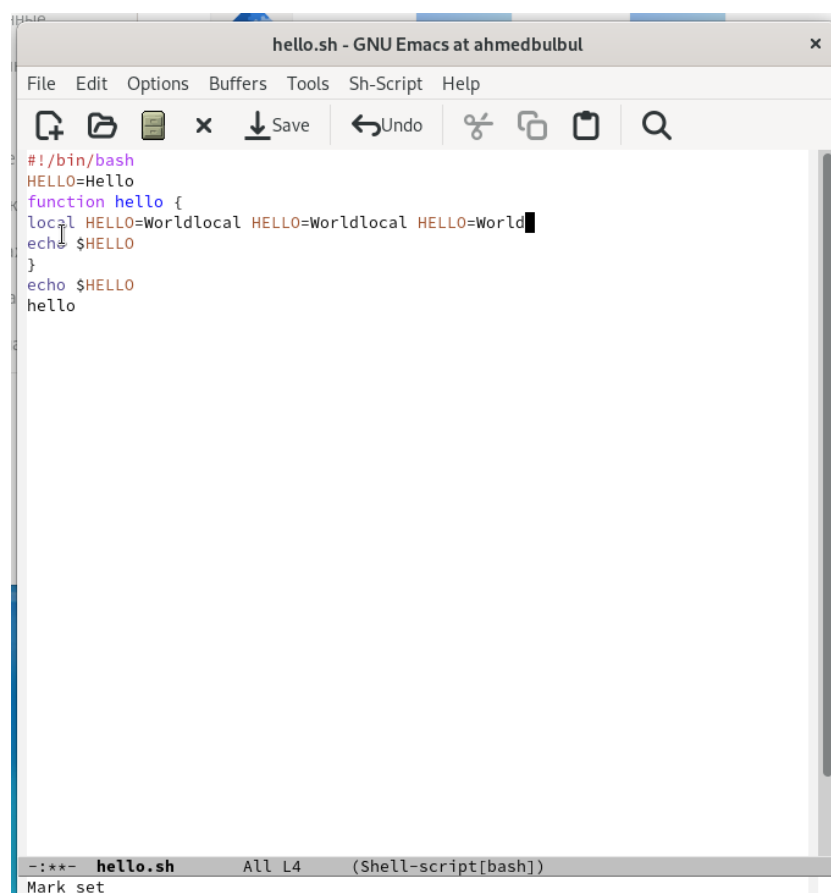 ные
hello.sh - GNU Emacs at ahmedbulbul ×
File Edit Options Buffers Tools Sh-Script Help
Save Undo
#!/bin/bash
HELLO=Hello
function hello {
local HELLO=Worldlocal HELLO=Worldlocal HELLO=World
echo $HELLO
}
echo $HELLO
hello
-:**- hello.sh All L4 (Shell-script[bash])
Mark set